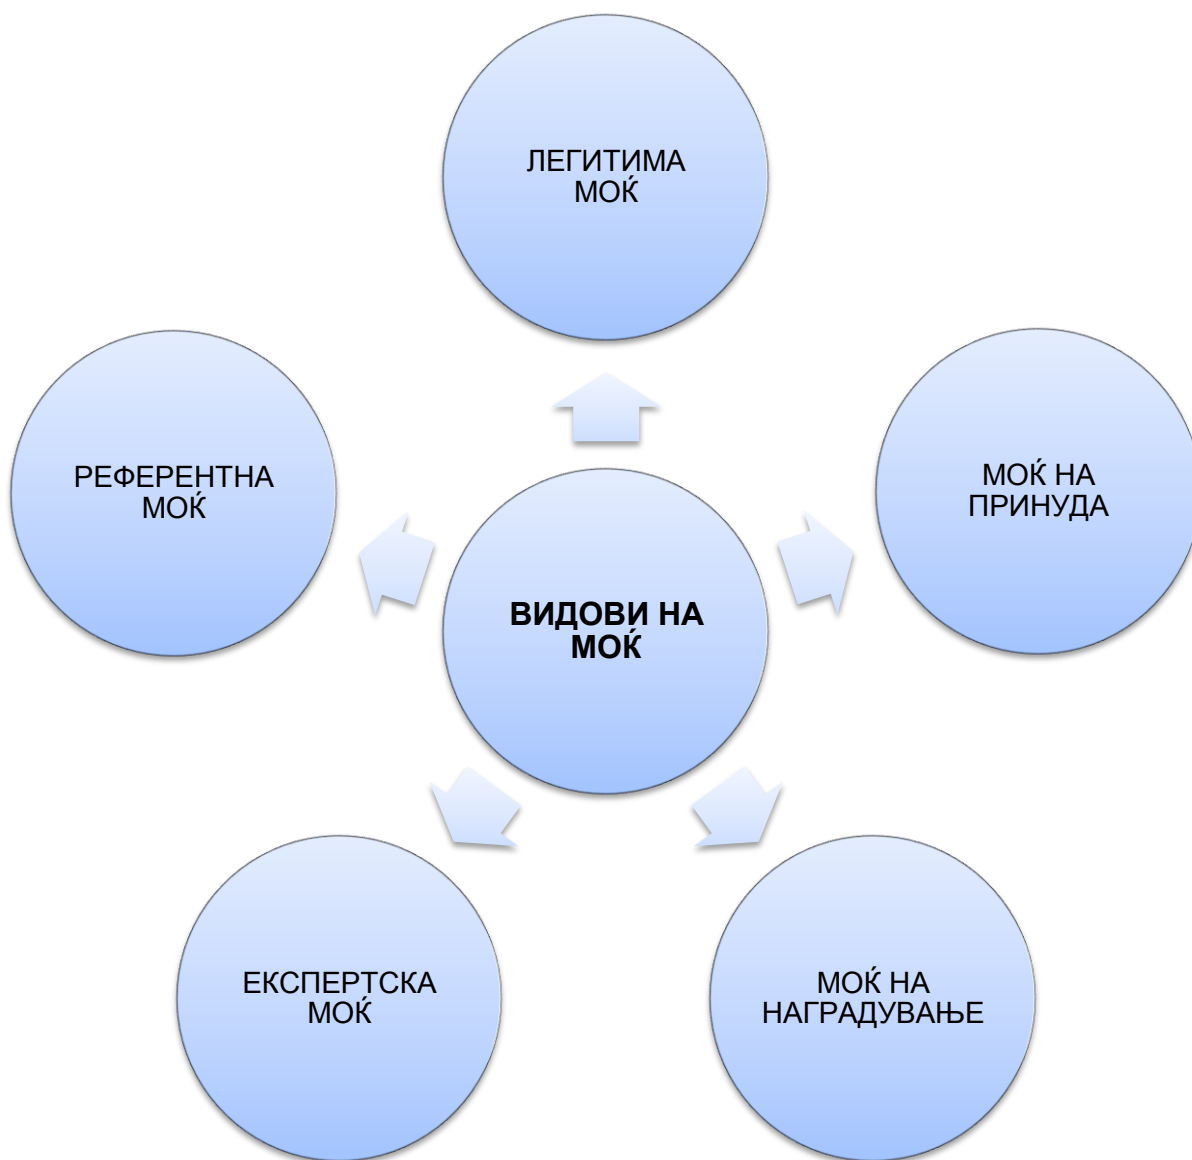 ЛЕГИТИМА
МОЌ
РЕФЕРЕНТНА
МОЌ
МОЌ НА
ПРИНУДА
ВИДОВИ НА
МОЌ
ЕКСПЕРТСКА
МОЌ
МОЌ НА
НАГРАДУВАЊЕ